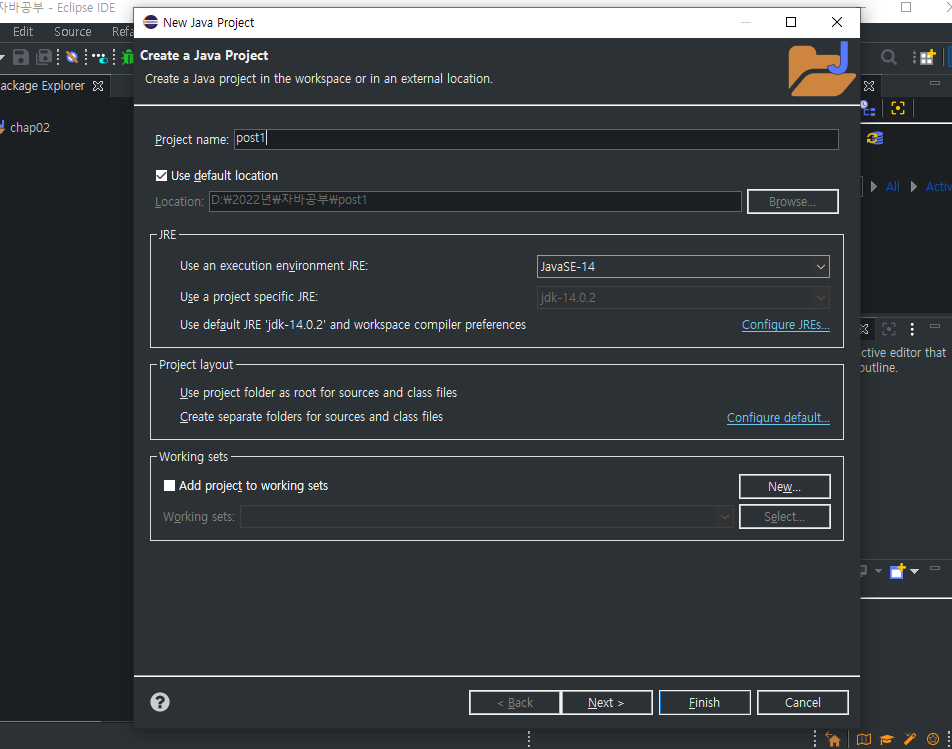 자바공부 - Eclipse IDE
New Java Project
Edit Source Refa
Create a Java Project
Create a Java project in the workspace or in an external location.
ackage Explorer
chap02
Project name: post1
Use default location
Location: D:₩2022년₩자바공부₩post1 Browse...
All Activ
JRE
Use an execution environment JRE: JavaSE-14
Use a project specific JRE: jdk-14.0.2
Use default JRE 'jdk-14.0.2' and workspace compiler preferences Configure JREs...
ctive editor that
outline.
Project layout
Use project folder as root for sources and class files
Create separate folders for sources and class files Configure default...
Working sets
Add project to working sets New...
Working sets: Select...
? < Back Next > Finish Cancel